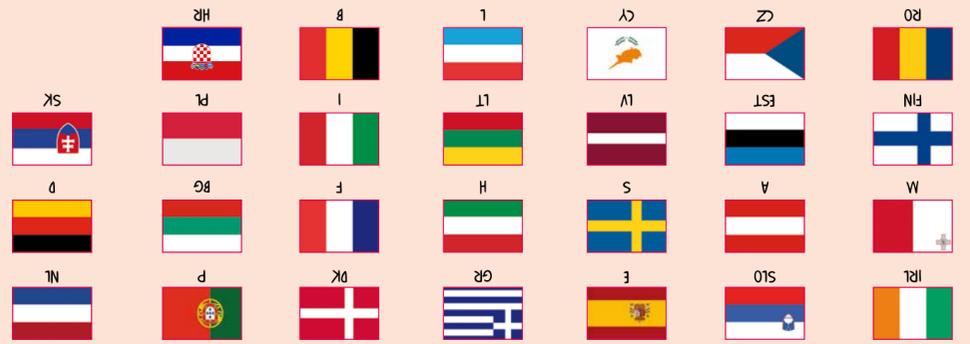 IRL SLO E GR DK P NL
M A S H F BG D
FIN EST LV LT I PL SK
RO CZ CY L B HR